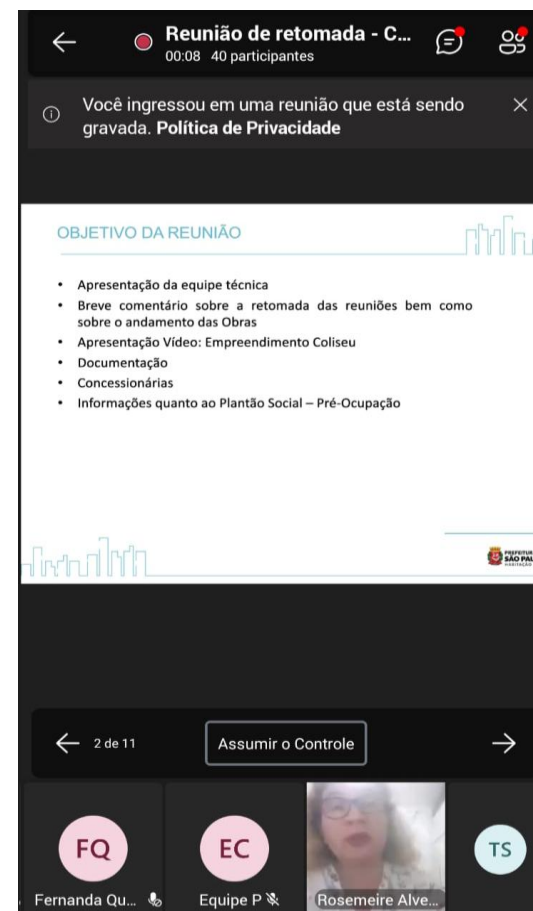 Reunião de retomada - C...
00:08 40 participantes
Você ingressou em uma reunião que está sendo
gravada. Política de Privacidade
OBJETIVO DA REUNIÃO
• Apresentação da equipe técnica
• Breve comentário sobre a retomada das reuniões bem como
sobre o andamento das Obras
• Apresentação Vídeo: Empreendimento Coliseu
• Documentação
• Concessionárias
• Informações quanto ao Plantão Social – Pré-Ocupação
PREFEITUR
SÃO PAU
HABITAÇÃO
2 de 11
Assumir o Controle
FQ
EC
TS
Fernanda Qu...
Equipe P
Rosemeire Alve...